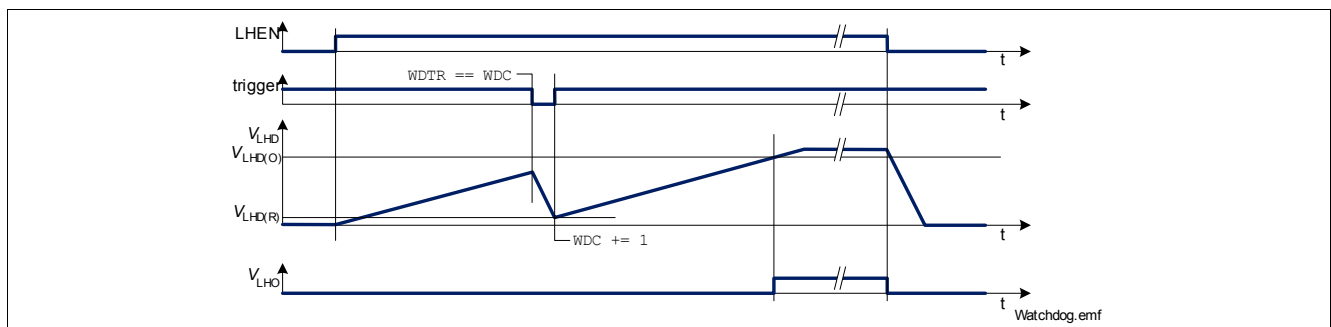 LHEN
t
WDTR == WDC
trigger
t
VLHD
VLHD(O)
VLHD(R)
t
WDC += 1
VLHO
t
Watchdog.emf